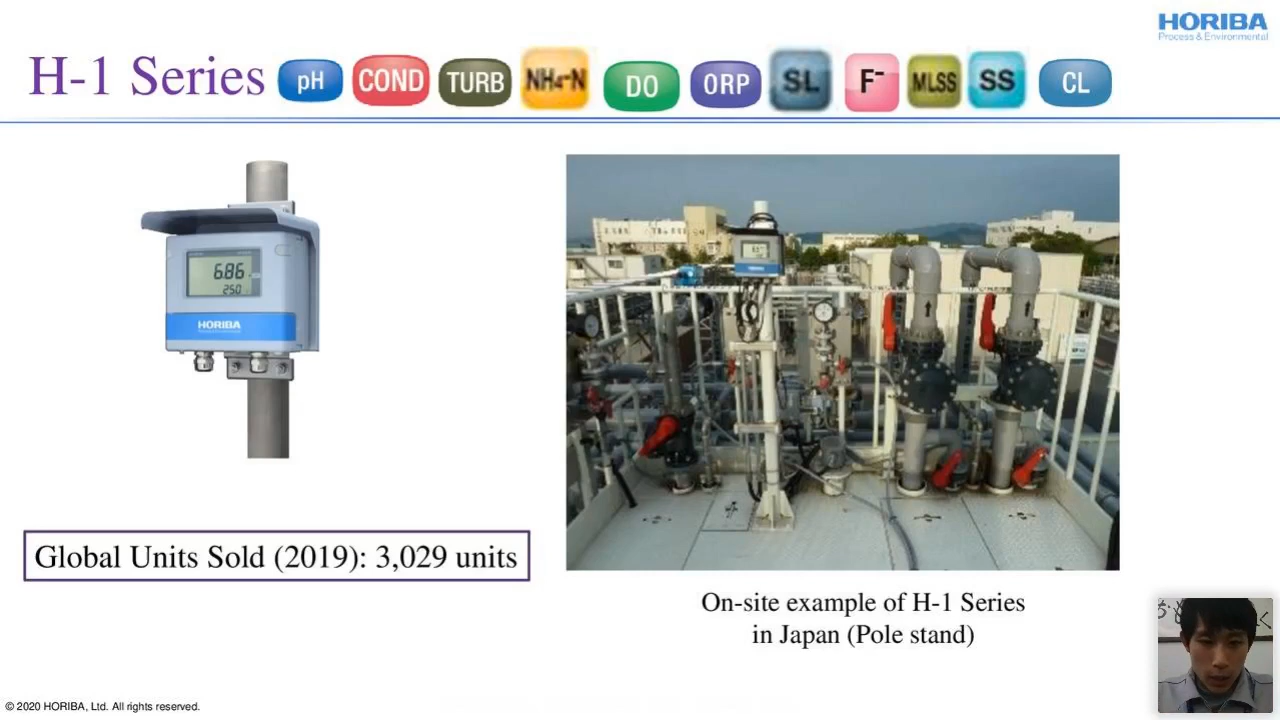 HORIBA
Process & Environmental
H-1 Series pH COND TURB NH₄-N DO ORP SL F⁻ MLSS SS CL
6.86
25.0
HORIBA
Global Units Sold (2019): 3,029 units
On-site example of H-1 Series
in Japan (Pole stand)
© 2020 HORIBA, Ltd. All rights reserved.